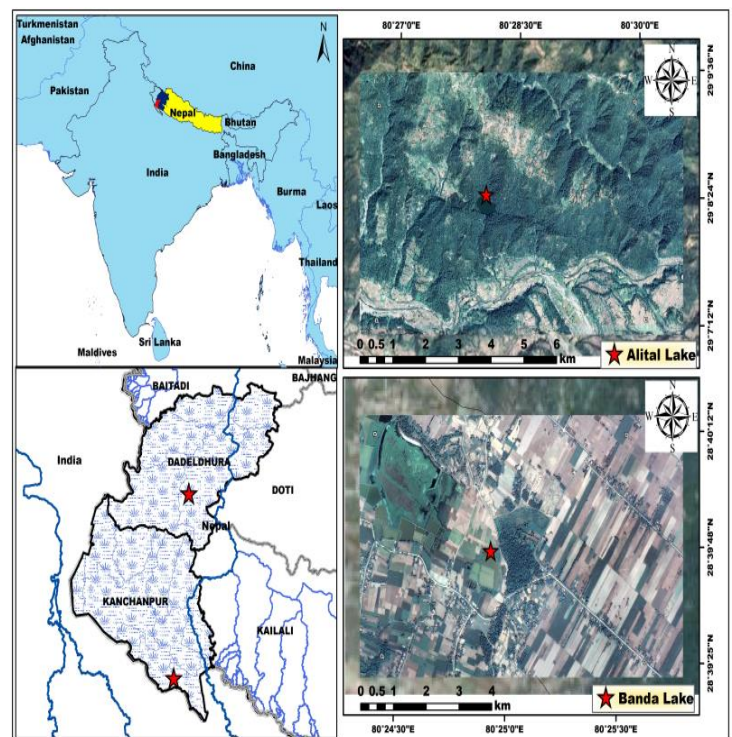 Turkmenistan
Afghanistan
Pakistan
China
N
Nepal
Bhutan
Bangladesh
India
Burma
Laos
Thailand
Sri Lanka
Maldives
Malaysia
80°27'0"E 80°28'30"E 80°30'0"E
N
W E
S
29°9'36"N
29°8'24"N
29°7'12"N
0 0.5 1 2 3 4 5 6
km
Alital Lake
BAJHANG
BAITADI
India
DADELDHURA
DOTI
Nepal
KANCHANPUR
KAILALI
N
W E
S
28°40'12"N
28°39'48"N
28°39'25"N
0 0.5 1 2 3 4
km
Banda Lake
80°24'30"E 80°25'0"E 80°25'30"E